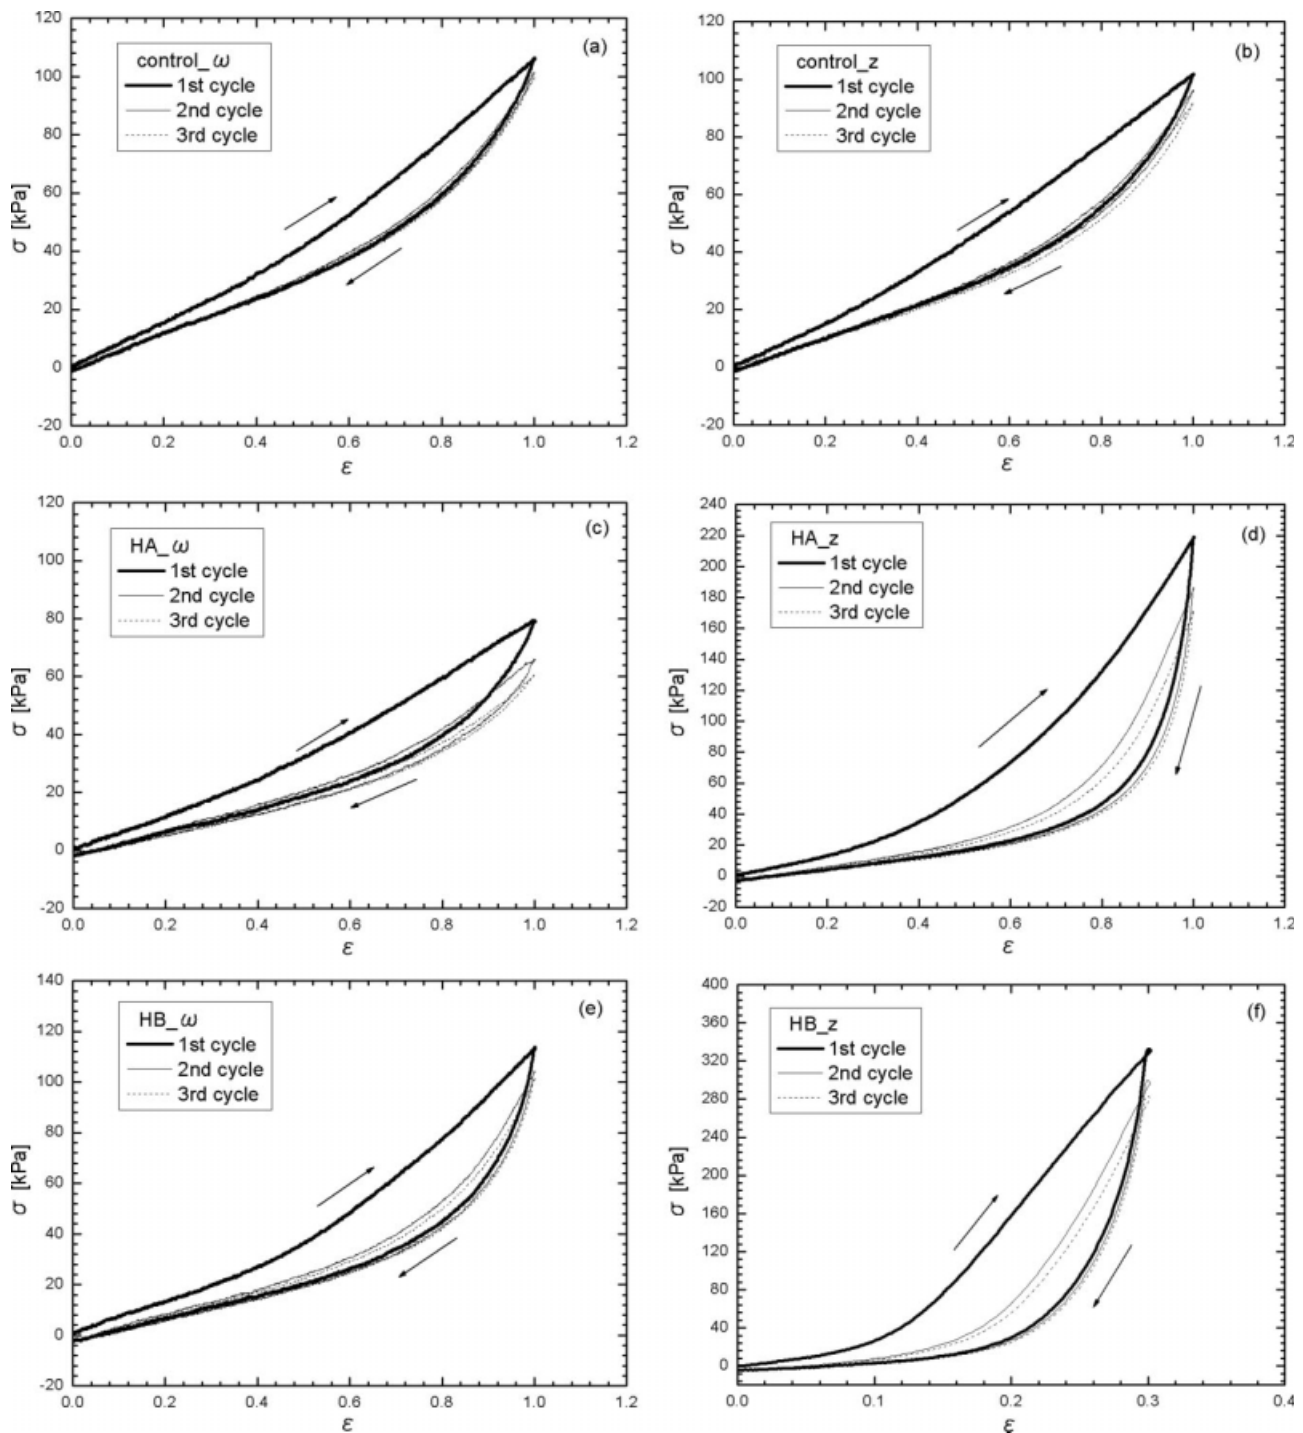 (a)
control_ω
1st cycle
2nd cycle
3rd cycle
σ [kPa]
120
100
80
60
40
20
0
-20
0.0 0.2 0.4 0.6 0.8 1.0 1.2
ε
(b)
control_z
1st cycle
2nd cycle
3rd cycle
σ [kPa]
120
100
80
60
40
20
0
-20
0.0 0.2 0.4 0.6 0.8 1.0 1.2
ε
(c)
HA_ω
1st cycle
2nd cycle
3rd cycle
σ [kPa]
120
100
80
60
40
20
0
-20
0.0 0.2 0.4 0.6 0.8 1.0 1.2
ε
(d)
HA_z
1st cycle
2nd cycle
3rd cycle
σ [kPa]
240
220
200
180
160
140
120
100
80
60
40
20
0
-20
0.0 0.2 0.4 0.6 0.8 1.0 1.2
ε
(e)
HB_ω
1st cycle
2nd cycle
3rd cycle
σ [kPa]
140
120
100
80
60
40
20
0
-20
0.0 0.2 0.4 0.6 0.8 1.0 1.2
ε
(f)
HB_z
1st cycle
2nd cycle
3rd cycle
σ [kPa]
400
360
320
280
240
200
160
120
80
40
0
0.0 0.1 0.2 0.3 0.4
ε